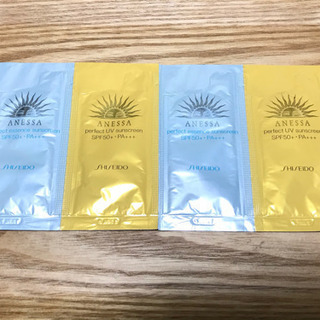 ANESSA
perfect essence sunscreen
SPF50+・PA+++
SHISEIDO
ANESSA
perfect UV sunscreen
SPF50+・PA+++
SHISEIDO
ANESSA
perfect essence sunscreen
SPF50+・PA+++
SHISEIDO
ANESSA
perfect UV sunscreen
SPF50+・PA+++
SHISEIDO